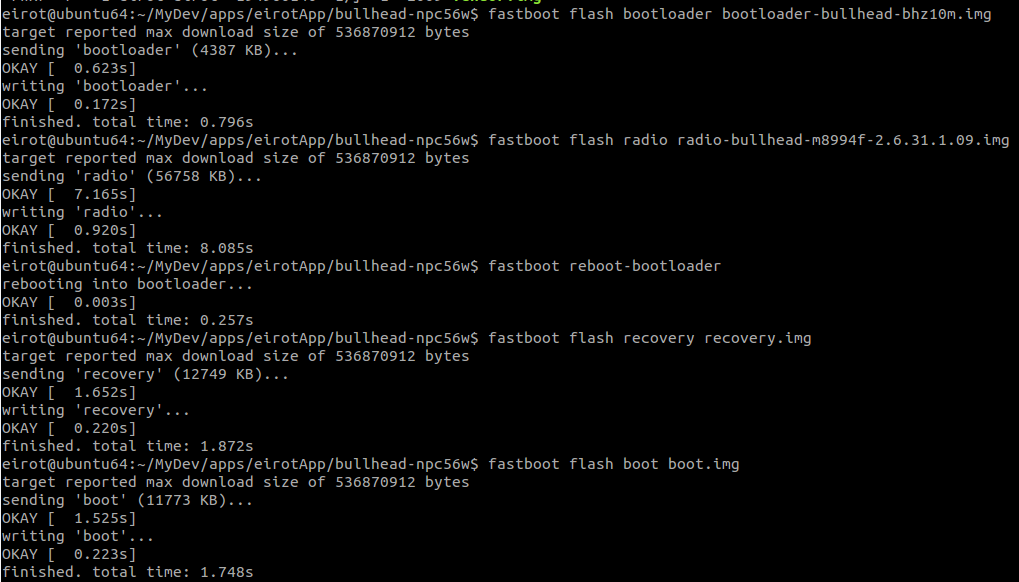 eirot@ubuntu64:~/MyDev/apps/eirotApp/bullhead-npc56w$ fastboot flash bootloader bootloader-bullhead-bhz10m.img
target reported max download size of 536870912 bytes
sending 'bootloader' (4387 KB)...
OKAY [  0.623s]
writing 'bootloader'...
OKAY [  0.172s]
finished. total time: 0.796s
eirot@ubuntu64:~/MyDev/apps/eirotApp/bullhead-npc56w$ fastboot flash radio radio-bullhead-m8994f-2.6.31.1.09.img
target reported max download size of 536870912 bytes
sending 'radio' (56758 KB)...
OKAY [  7.165s]
writing 'radio'...
OKAY [  0.920s]
finished. total time: 8.085s
eirot@ubuntu64:~/MyDev/apps/eirotApp/bullhead-npc56w$ fastboot reboot-bootloader
rebooting into bootloader...
OKAY [  0.003s]
finished. total time: 0.257s
eirot@ubuntu64:~/MyDev/apps/eirotApp/bullhead-npc56w$ fastboot flash recovery recovery.img
target reported max download size of 536870912 bytes
sending 'recovery' (12749 KB)...
OKAY [  1.652s]
writing 'recovery'...
OKAY [  0.220s]
finished. total time: 1.872s
eirot@ubuntu64:~/MyDev/apps/eirotApp/bullhead-npc56w$ fastboot flash boot boot.img
target reported max download size of 536870912 bytes
sending 'boot' (11773 KB)...
OKAY [  1.525s]
writing 'boot'...
OKAY [  0.223s]
finished. total time: 1.748s